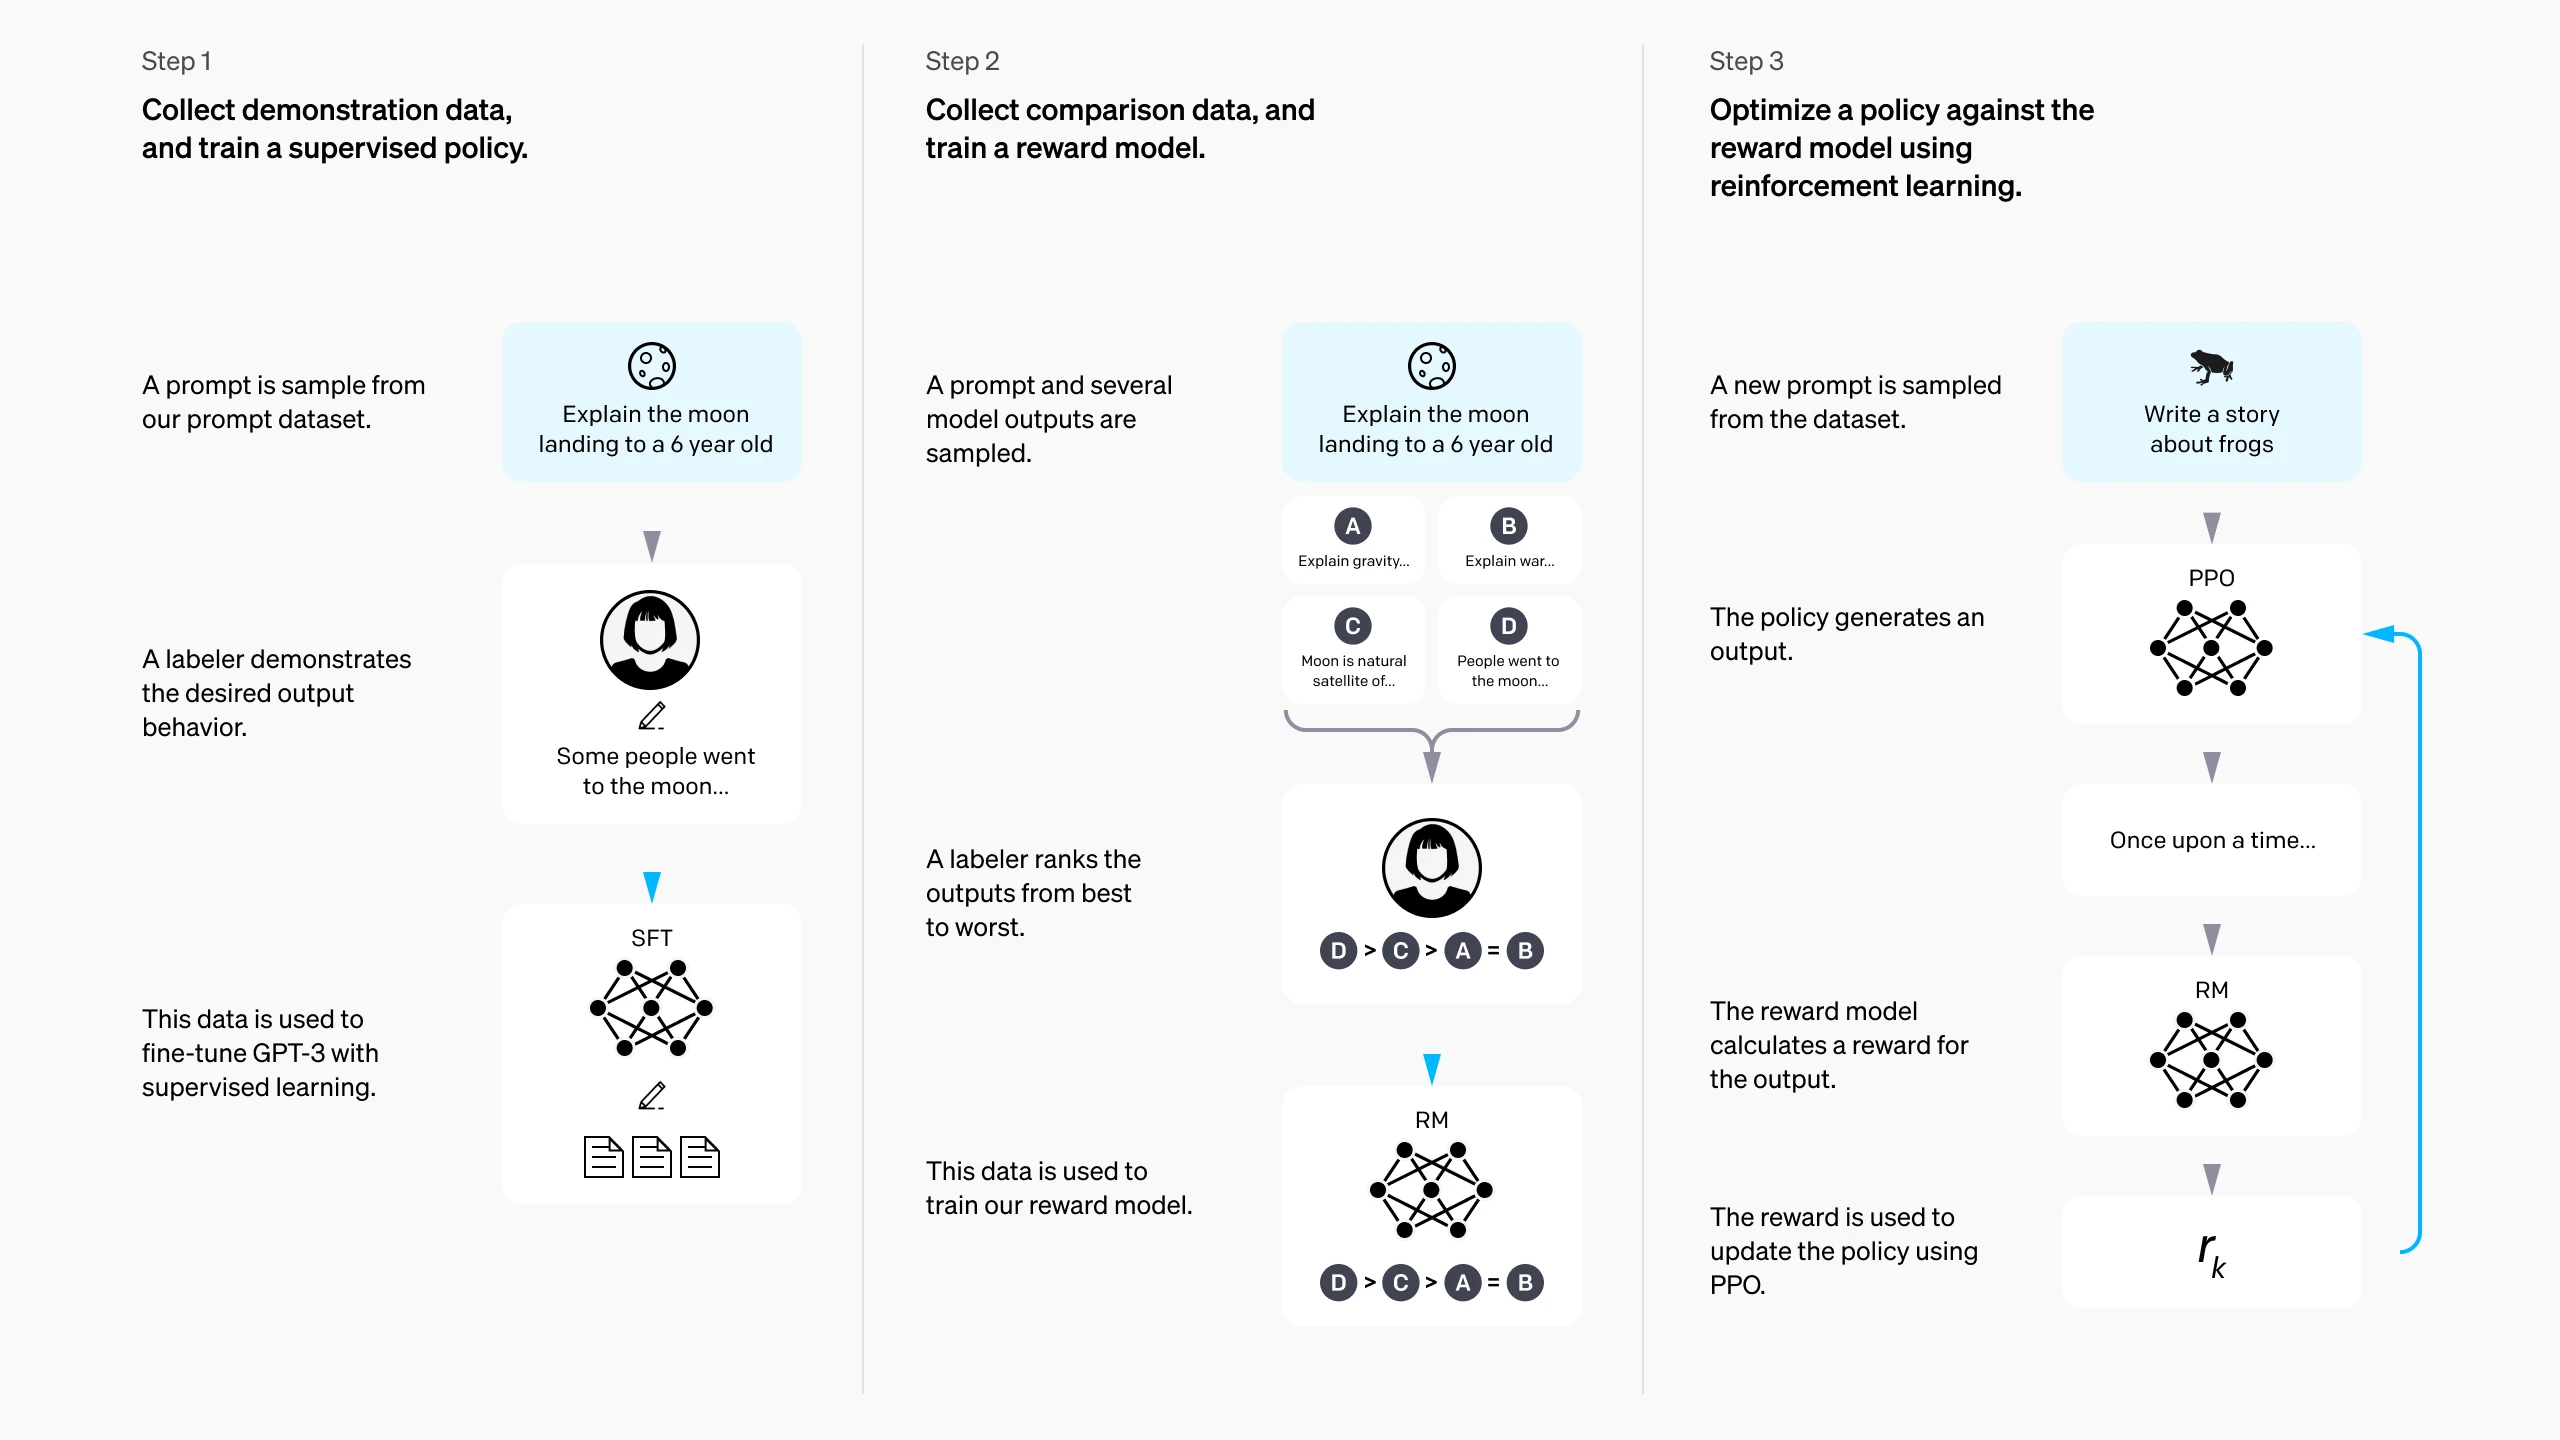 Step 1
Collect demonstration data,
and train a supervised policy.
A prompt is sample from
our prompt dataset.
Explain the moon
landing to a 6 year old
A labeler demonstrates
the desired output
behavior.
Some people went
to the moon...
This data is used to
fine-tune GPT-3 with
supervised learning.
SFT
Step 2
Collect comparison data, and
train a reward model.
A prompt and several
model outputs are
sampled.
Explain the moon
landing to a 6 year old
A
Explain gravity...
B
Explain war...
C
Moon is natural
satellite of...
D
People went to
the moon...
A labeler ranks the
outputs from best
to worst.
D > C > A = B
This data is used to
train our reward model.
RM
D > C > A = B
Step 3
Optimize a policy against the
reward model using
reinforcement learning.
A new prompt is sampled
from the dataset.
Write a story
about frogs
The policy generates an
output.
PPO
Once upon a time...
The reward model
calculates a reward for
the output.
RM
The reward is used to
update the policy using
PPO.
rk